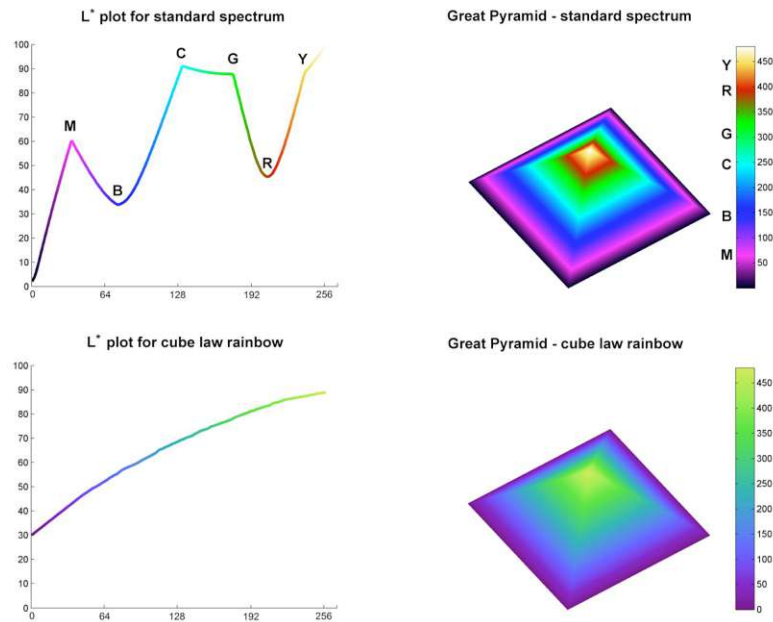 L* plot for standard spectrum
100
90
80
70
60
50
40
30
20
10
0
0 64 128 192 256
M
B
C
G
R
Y
Great Pyramid - standard spectrum
Y
R
G
C
B
M
450
400
350
300
250
200
150
100
50
L* plot for cube law rainbow
100
90
80
70
60
50
40
30
20
10
0
0 64 128 192 256
Great Pyramid - cube law rainbow
450
400
350
300
250
200
150
100
50
0